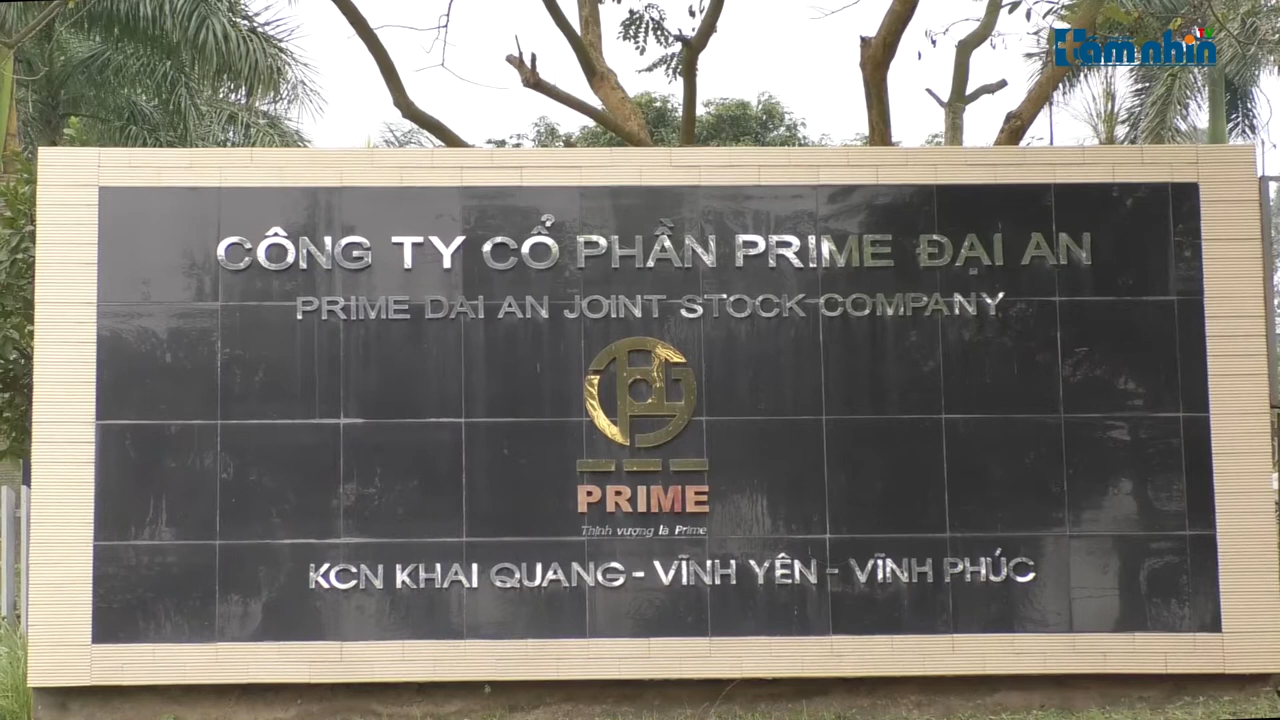 tầm nhìn TV
CÔNG TY CỔ PHẦN PRIME ĐẠI AN
PRIME DAI AN JOINT STOCK COMPANY
PRIME
Thịnh vượng là Prime
KCN KHAI QUANG - VĨNH YÊN - VĨNH PHÚC